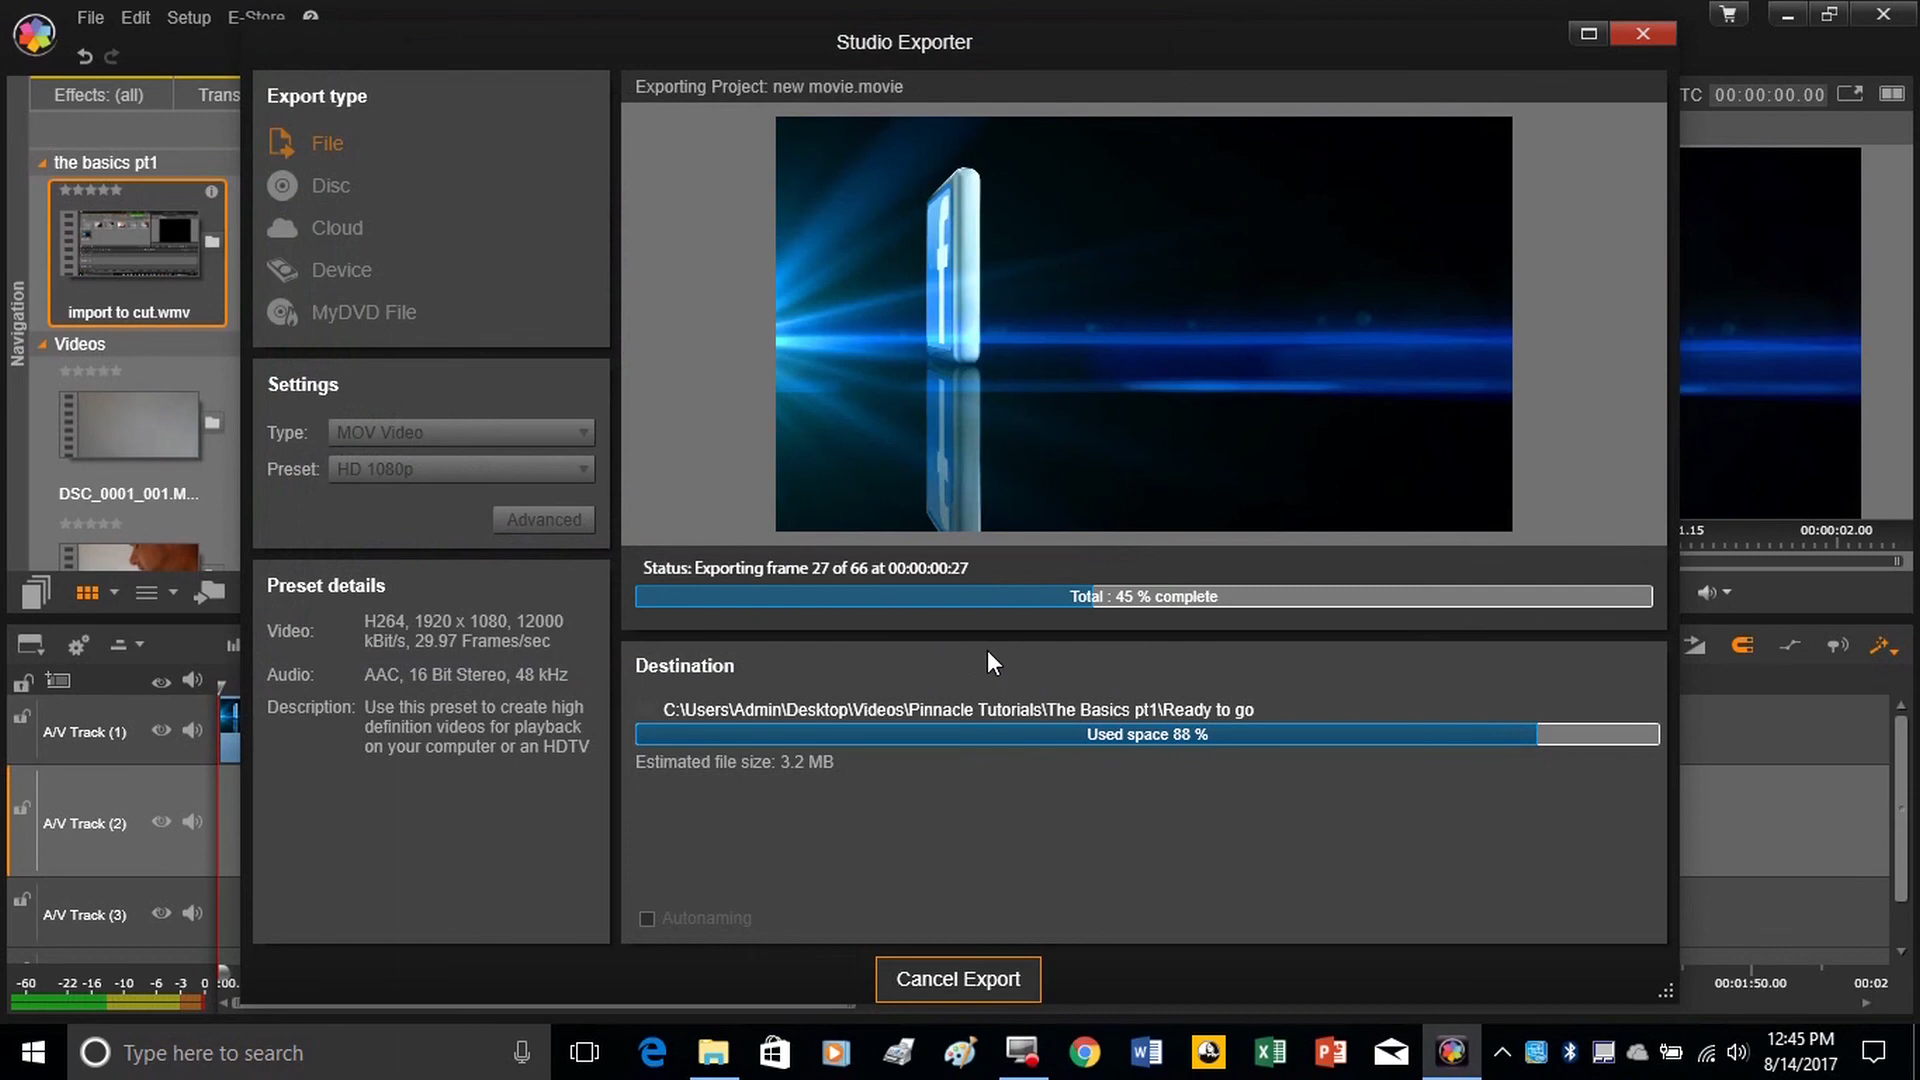 File Edit Setup E-Store
Studio Exporter
Effects: (all)
Trans
Navigation
the basics pt1
import to cut.wmv
Videos
DSC_0001_001.M...
Export type
File
Disc
Cloud
Device
MyDVD File
Settings
Type: MOV Video
Preset: HD 1080p
Advanced
Preset details
Video: H264, 1920 x 1080, 12000
kBit/s, 29.97 Frames/sec
Audio: AAC, 16 Bit Stereo, 48 kHz
Description: Use this preset to create high
definition videos for playback
on your computer or an HDTV
Exporting Project: new movie.movie
Status: Exporting frame 27 of 66 at 00:00:00:27
Total : 45 % complete
Destination
C:\Users\Admin\Desktop\Videos\Pinnacle Tutorials\The Basics pt1\Ready to go
Used space 88 %
Estimated file size: 3.2 MB
Autonaming
Cancel Export
TC 00:00:00.00
1.15 00:00:02.00
A/V Track (1)
A/V Track (2)
A/V Track (3)
-60 -22 -16 -10 -6 -3 0 :00.
00:01:50.00 00:02
Type here to search
12:45 PM
8/14/2017